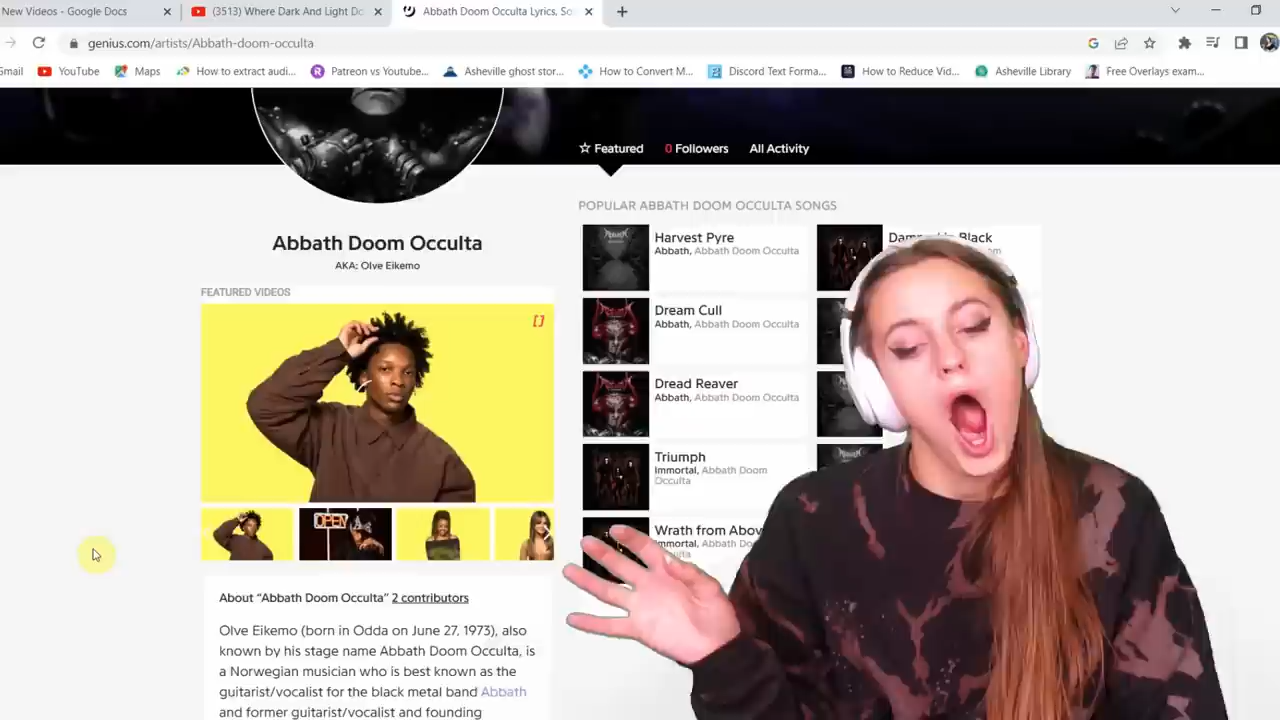 New Videos - Google Docs
(3513) Where Dark And Light Do
Abbath Doom Occulta Lyrics, So
genius.com/artists/Abbath-doom-occulta
Gmail
YouTube
Maps
How to extract audi...
Patreon vs Youtube...
Asheville ghost stor...
How to Convert M...
Discord Text Forma...
How to Reduce Vid...
Asheville Library
Free Overlays exam...
Featured
0 Followers
All Activity
Abbath Doom Occulta
AKA: Olve Eikemo
FEATURED VIDEOS
[]
OPEN
About “Abbath Doom Occulta” 2 contributors
Olve Eikemo (born in Odda on June 27, 1973), also
known by his stage name Abbath Doom Occulta, is
a Norwegian musician who is best known as the
guitarist/vocalist for the black metal band Abbath
and former guitarist/vocalist and founding
POPULAR ABBATH DOOM OCCULTA SONGS
Harvest Pyre
Abbath, Abbath Doom Occulta
Dream Cull
Abbath, Abbath Doom Occulta
Dread Reaver
Abbath, Abbath Doom Occulta
Triumph
Immortal, Abbath Doom
Occulta
Wrath from Abov
Immortal, Abbath Do
Black